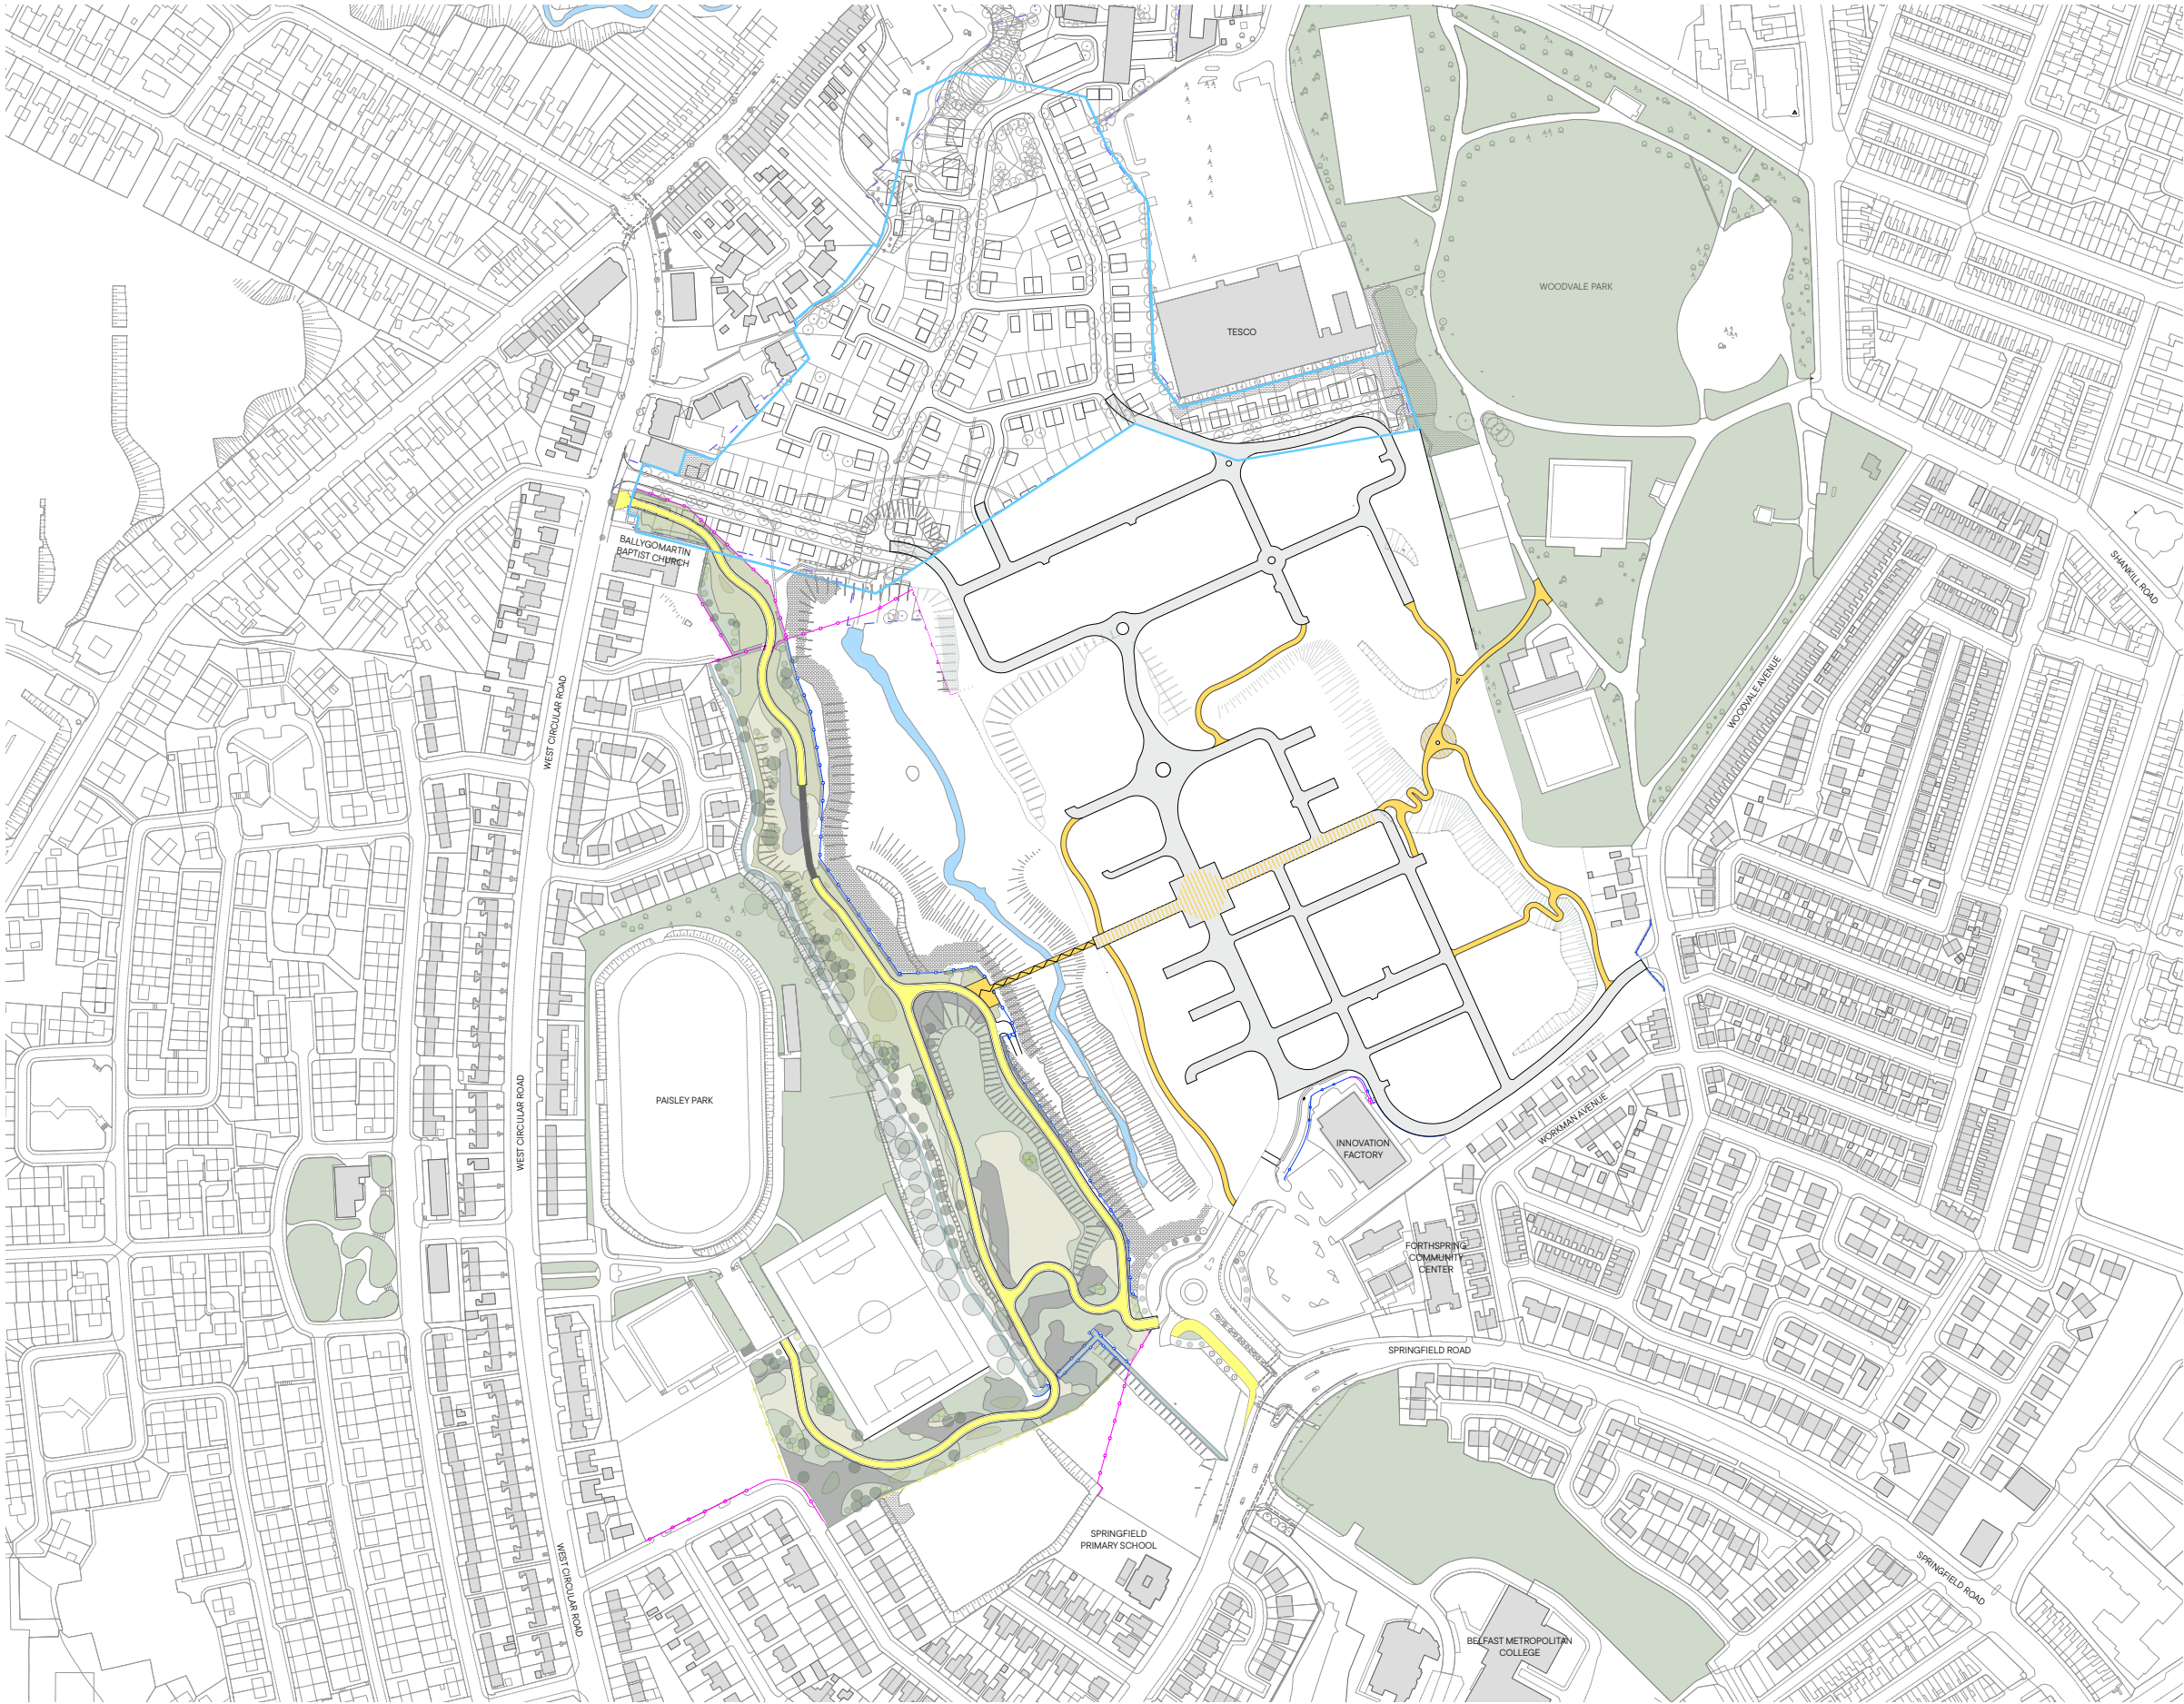 WOODVALE PARK
TESCO
BALLYGOMARTIN
BAPTIST CHURCH
SHANKILL ROAD
WOODVALE AVENUE
WEST CIRCULAR ROAD
WEST CIRCULAR ROAD
PAISLEY PARK
INNOVATION
FACTORY
WORKMAN AVENUE
FORTHSPRING
COMMUNITY
CENTER
SPRINGFIELD ROAD
SPRINGFIELD
PRIMARY SCHOOL
WEST CIRCULAR ROAD
SPRINGFIELD ROAD
BELFAST METROPOLITAN
COLLEGE